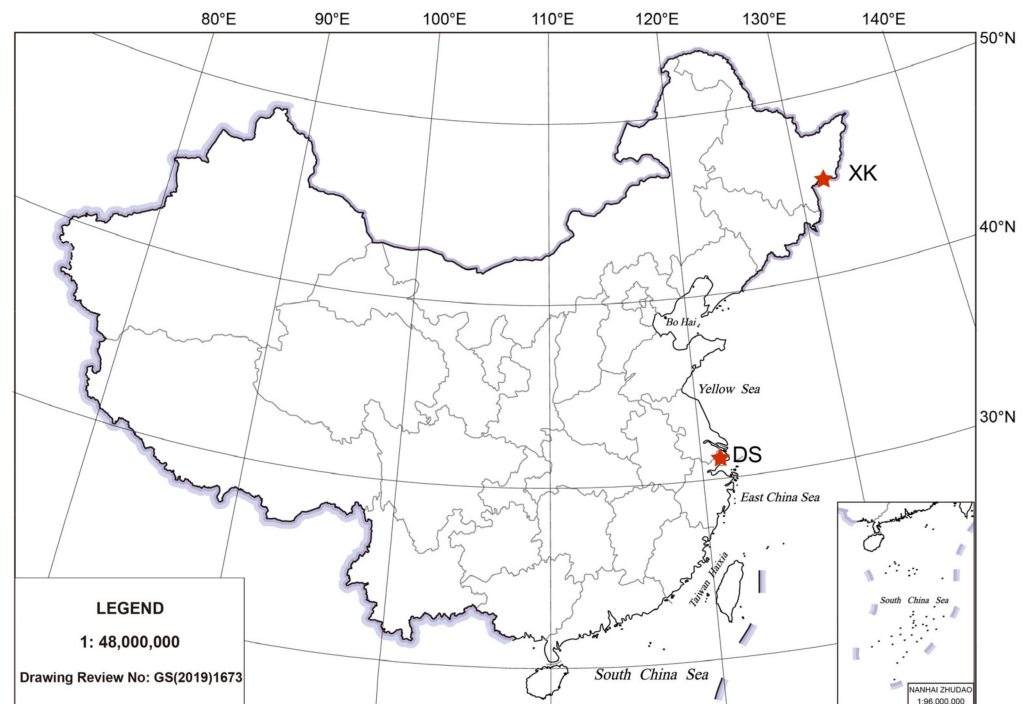 80°E 90°E 100°E 110°E 120°E 130°E 140°E
50°N
XK
40°N
Bo Hai
Yellow Sea
30°N
DS
East China Sea
Taiwan Haixia
South China Sea
LEGEND
1: 48,000,000
Drawing Review No: GS(2019)1673
South China Sea
NANHAI ZHUDAO
1:96,000,000